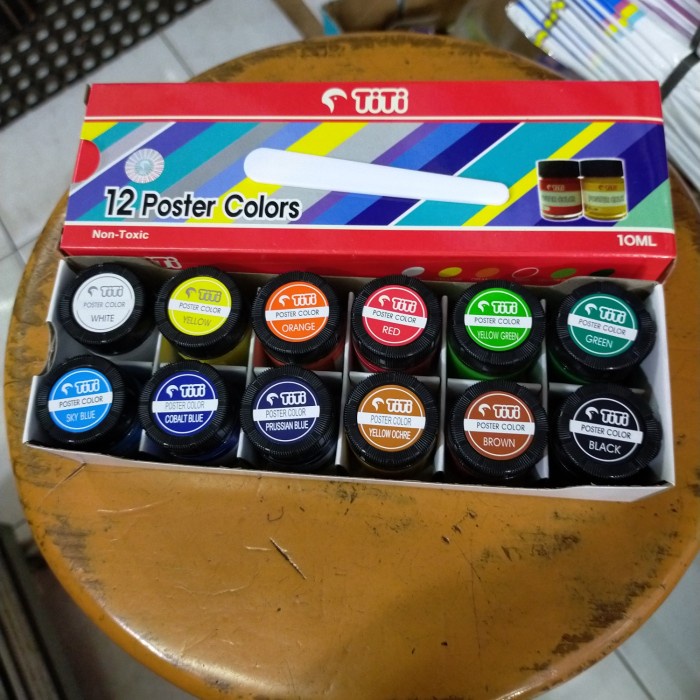 TiTi
12 Poster Colors
Non-Toxic
10ML
TiTi
POSTER COLOR
WHITE
TiTi
POSTER COLOR
YELLOW
TiTi
POSTER COLOR
ORANGE
TiTi
POSTER COLOR
RED
TiTi
POSTER COLOR
YELLOW GREEN
TiTi
POSTER COLOR
GREEN
TiTi
POSTER COLOR
SKY BLUE
TiTi
POSTER COLOR
COBALT BLUE
TiTi
POSTER COLOR
PRUSSIAN BLUE
TiTi
POSTER COLOR
YELLOW OCHRE
TiTi
POSTER COLOR
BROWN
TiTi
POSTER COLOR
BLACK